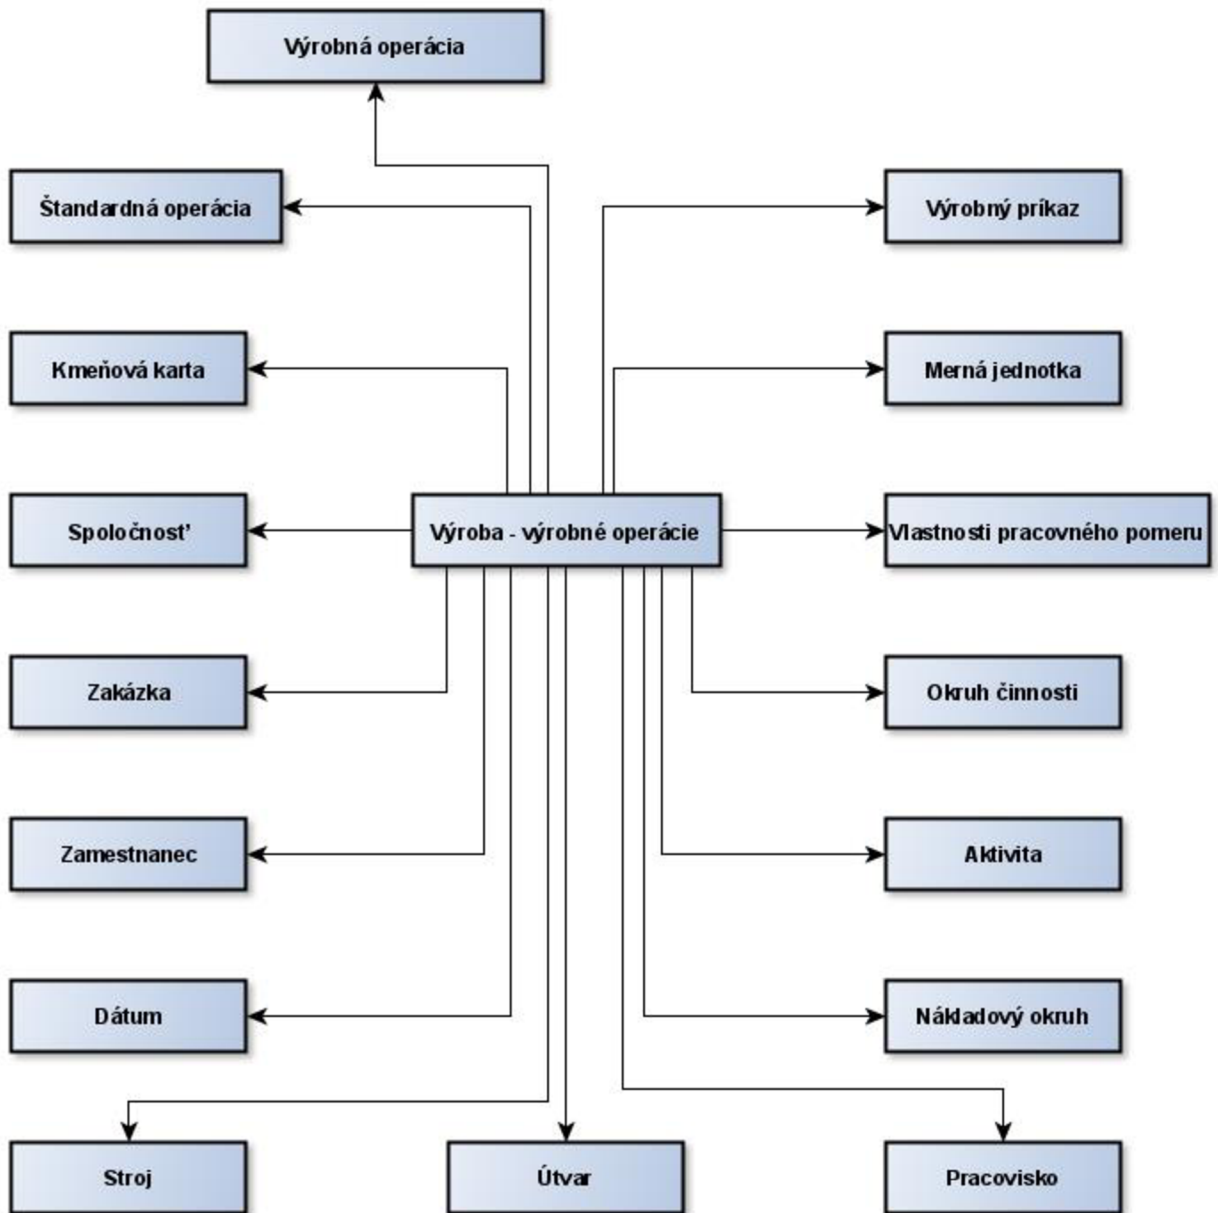 Výrobná operácia
Štandardná operácia
Výrobný príkaz
Kmeňová karta
Merná jednotka
Spoločnosť
Výroba - výrobné operácie
Vlastnosti pracovného pomeru
Zakázka
Okruh činnosti
Zamestnanec
Aktivita
Dátum
Nákladový okruh
Stroj
Útvar
Pracovisko